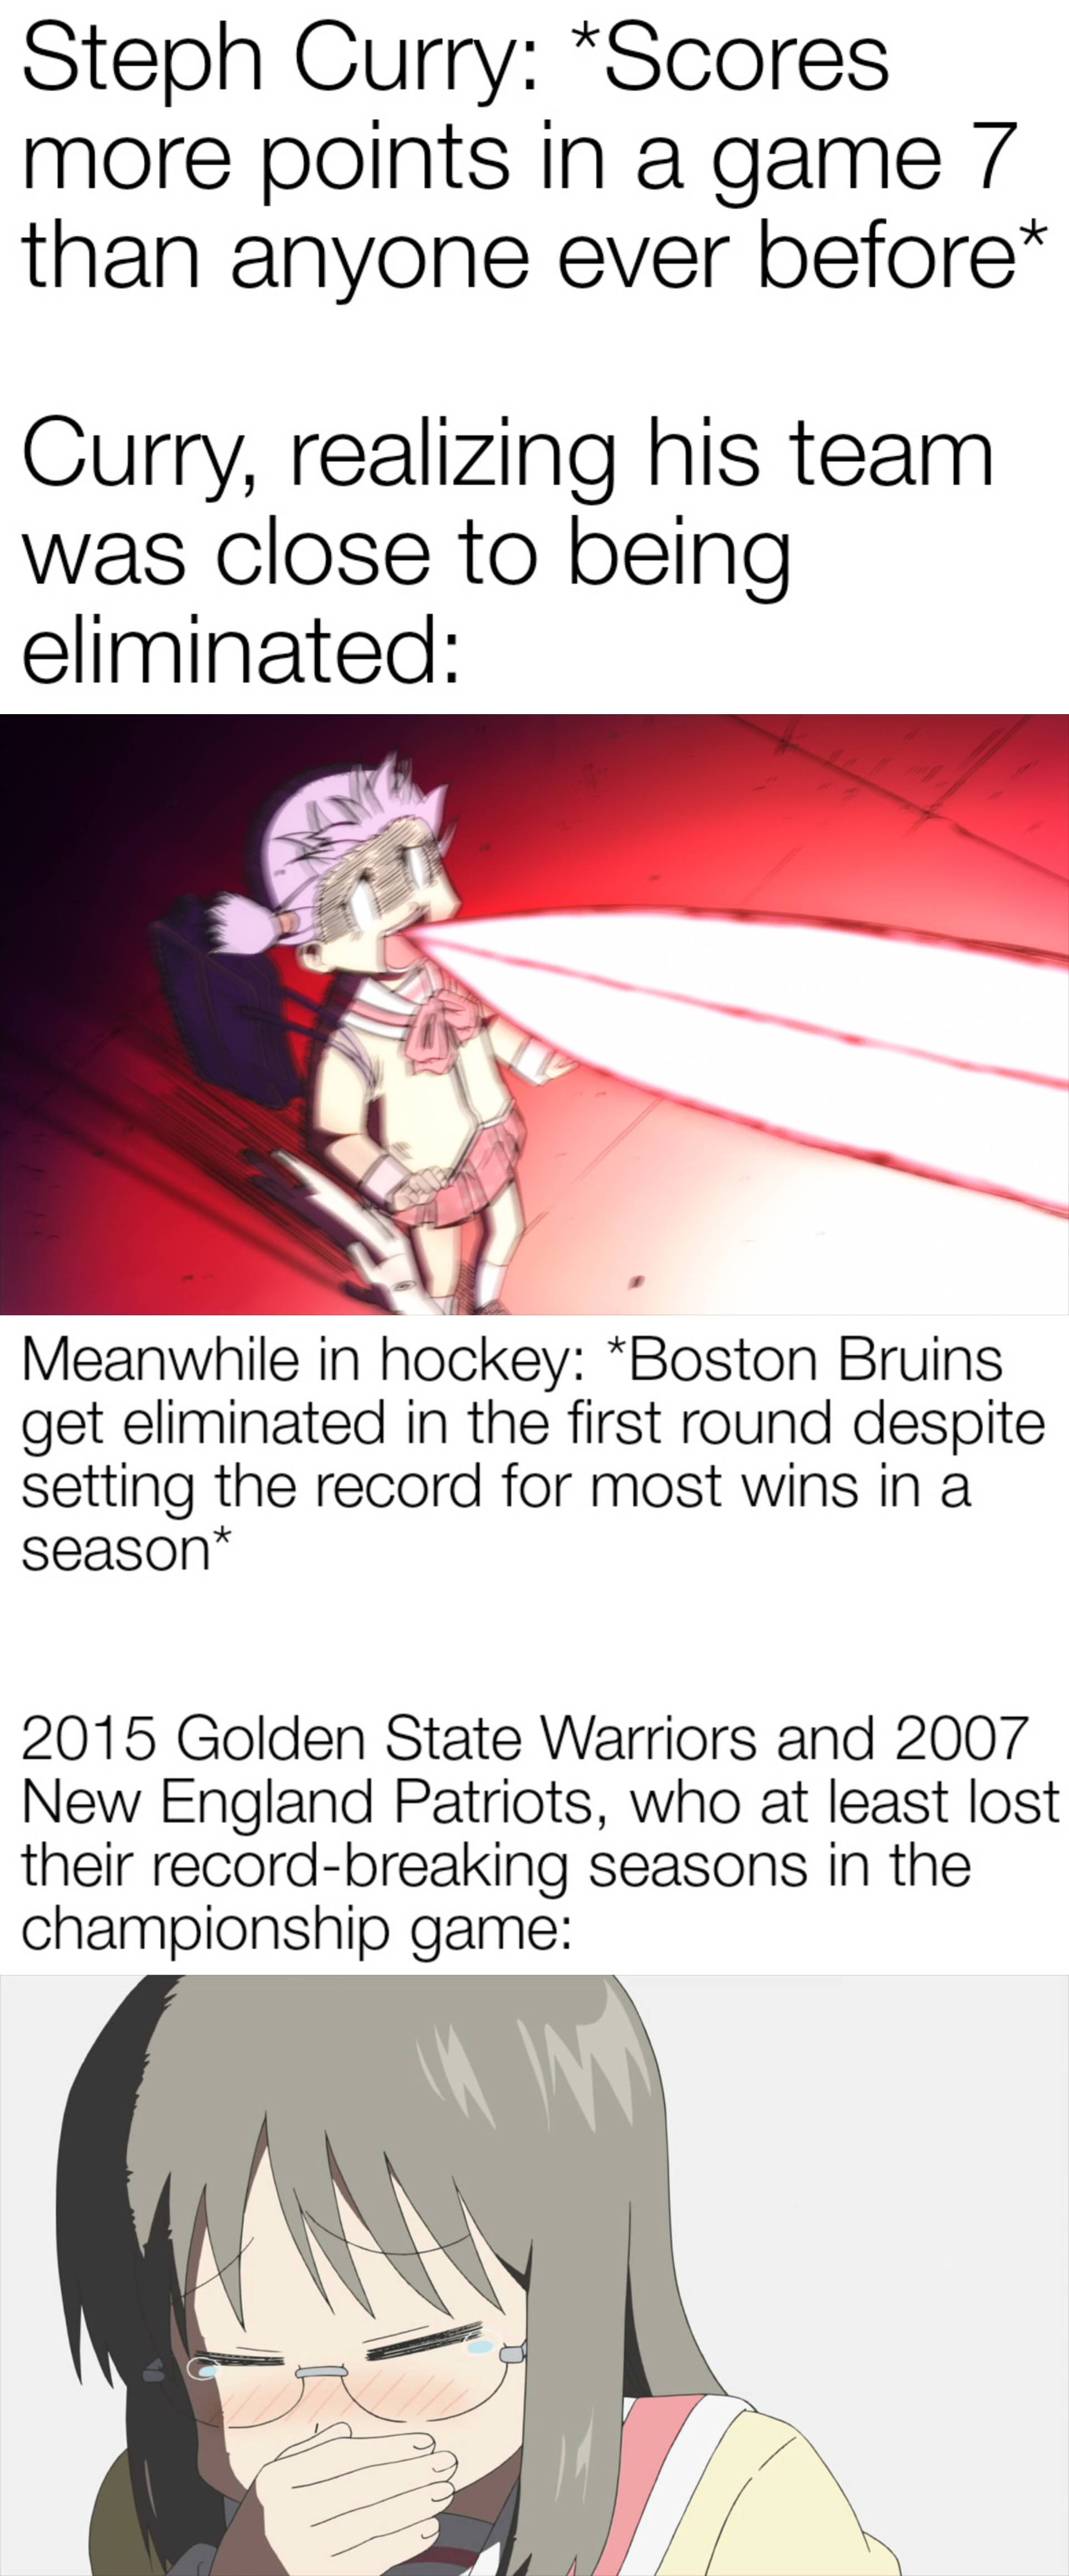 Steph Curry: *Scores
more points in a game 7
than anyone ever before*
Curry, realizing his team
was close to being
eliminated:
Meanwhile in hockey: *Boston Bruins
get eliminated in the first round despite
setting the record for most wins in a
season*
2015 Golden State Warriors and 2007
New England Patriots, who at least lost
their record-breaking seasons in the
championship game: